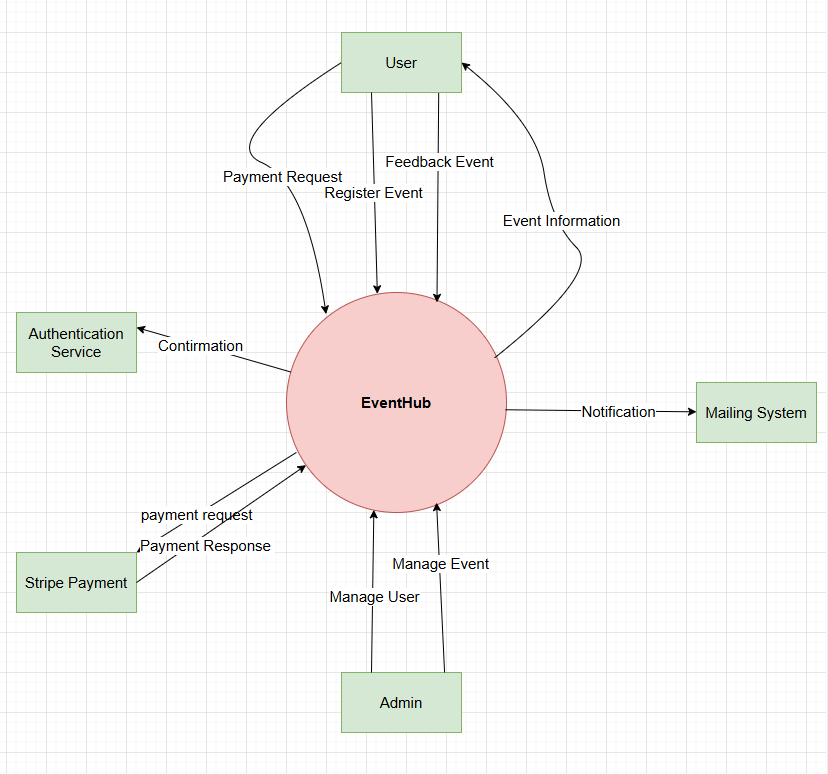 User
Payment Request
Feedback Event
Register Event
Event Information
Authentication
Service
Contirmation
EventHub
Notification
Mailing System
payment request
Payment Response
Stripe Payment
Manage Event
Manage User
Admin